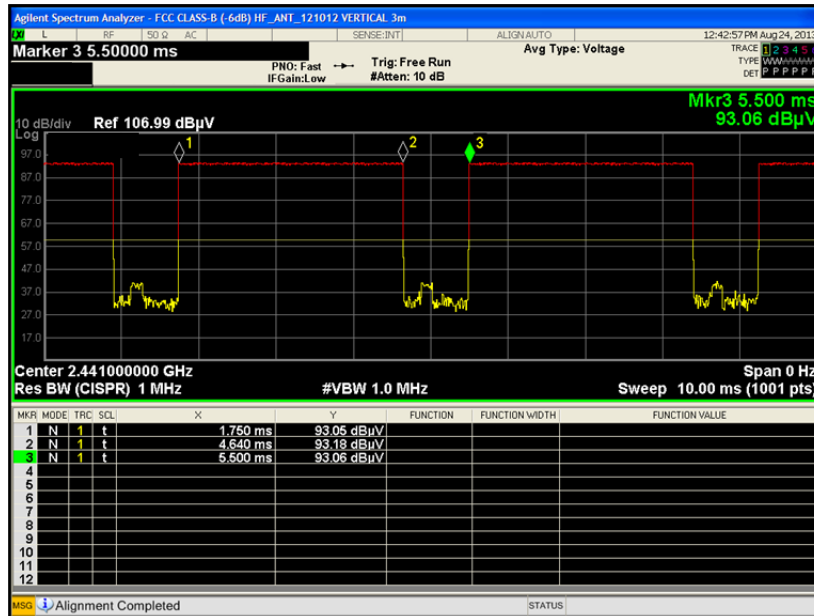 Agilent Spectrum Analyzer - FCC CLASS-B (-6dB) HF_ANT_121012 VERTICAL 3m
LXI L RF 50 Ω AC SENSE:INT ALIGN AUTO 12:42:57 PM Aug 24, 2013
Marker 3 5.50000 ms Avg Type: Voltage TRACE 1 2 3 4 5
PNO: Fast Trig: Free Run TYPE
IFGain:Low #Atten: 10 dB DET P P P P P
Mkr3 5.500 ms
10 dB/div Ref 106.99 dBµV 93.06 dBµV
Log
1 2 3
97.0
87.0
77.0
67.0
57.0
47.0
37.0
27.0
17.0
Center 2.441000000 GHz Span 0 Hz
Res BW (CISPR) 1 MHz #VBW 1.0 MHz Sweep 10.00 ms (1001 pts)
MKR MODE TRC SCL X Y FUNCTION FUNCTION WIDTH FUNCTION VALUE
1 N 1 t 1.750 ms 93.05 dBµV
2 N 1 t 4.640 ms 93.18 dBµV
3 N 1 t 5.500 ms 93.06 dBµV
4
5
6
7
8
9
10
11
12
MSG Alignment Completed STATUS